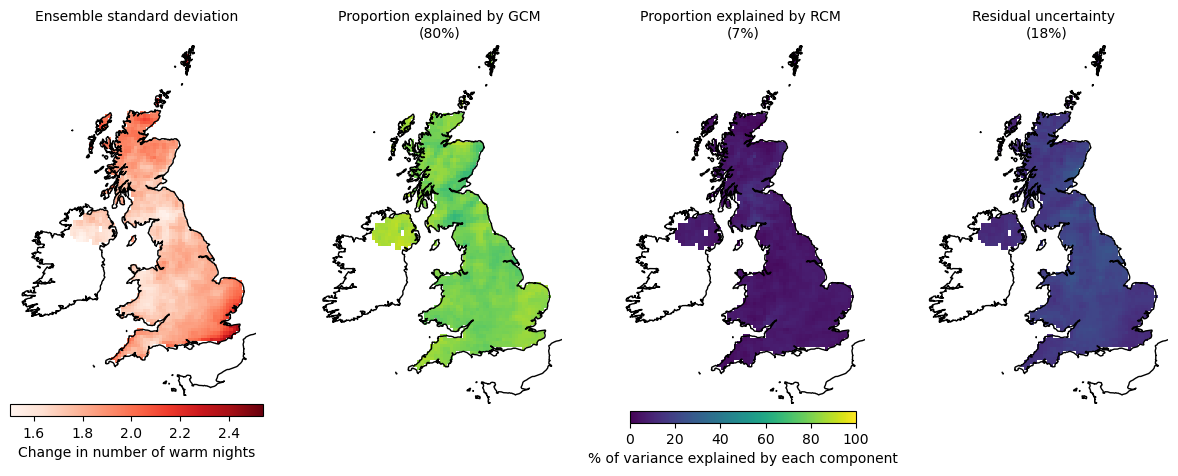 Ensemble standard deviation
Proportion explained by GCM
(80%)
Proportion explained by RCM
(7%)
Residual uncertainty
(18%)
1.6 1.8 2.0 2.2 2.4
Change in number of warm nights
0 20 40 60 80 100
% of variance explained by each component